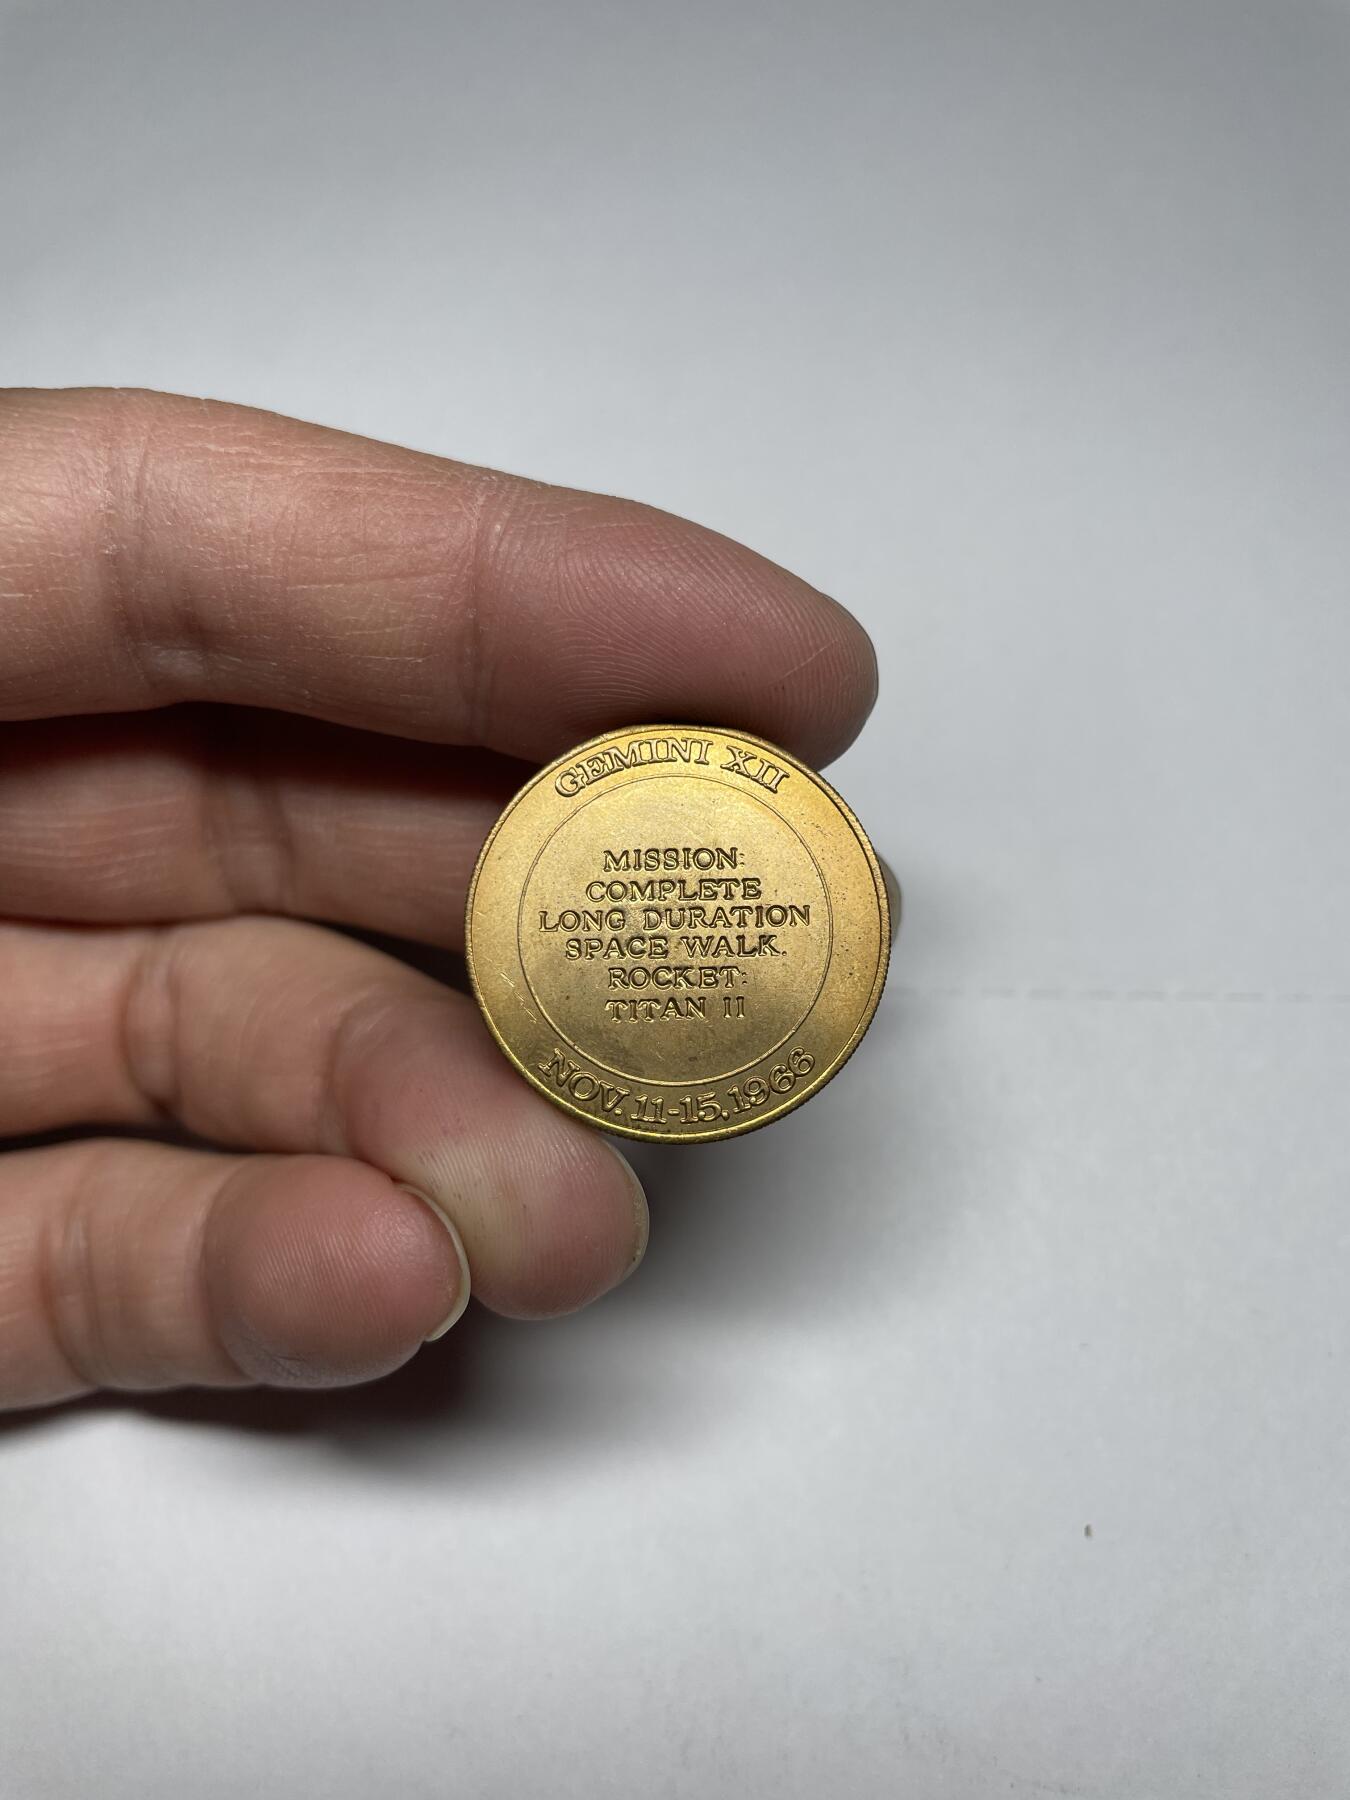 GEMINI XII
MISSION:
COMPLETE
LONG DURATION
SPACE WALK.
ROCKET:
TITAN II
NOV. 11-15, 1966